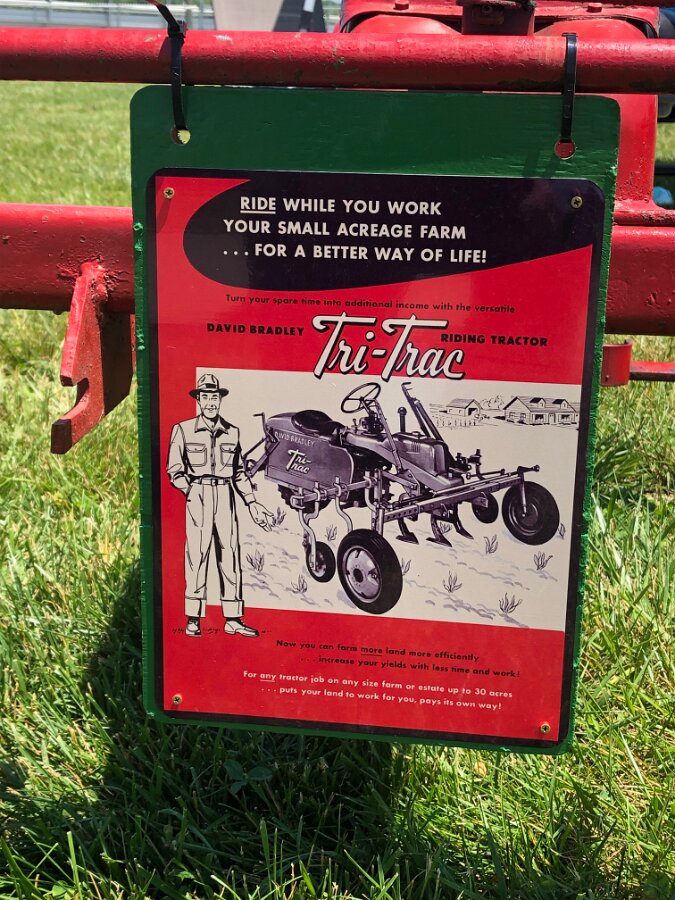 RIDE WHILE YOU WORK
YOUR SMALL ACREAGE FARM
...FOR A BETTER WAY OF LIFE!
Turn your spare time into additional income with the versatile
DAVID BRADLEY Tri-Trac RIDING TRACTOR
DAVID BRADLEY
Tri-
Trac
Now you can farm more land more efficiently
...increase your yields with less time and work!
For any tractor job on any size farm or estate up to 30 acres
...puts your land to work for you, pays its own way!